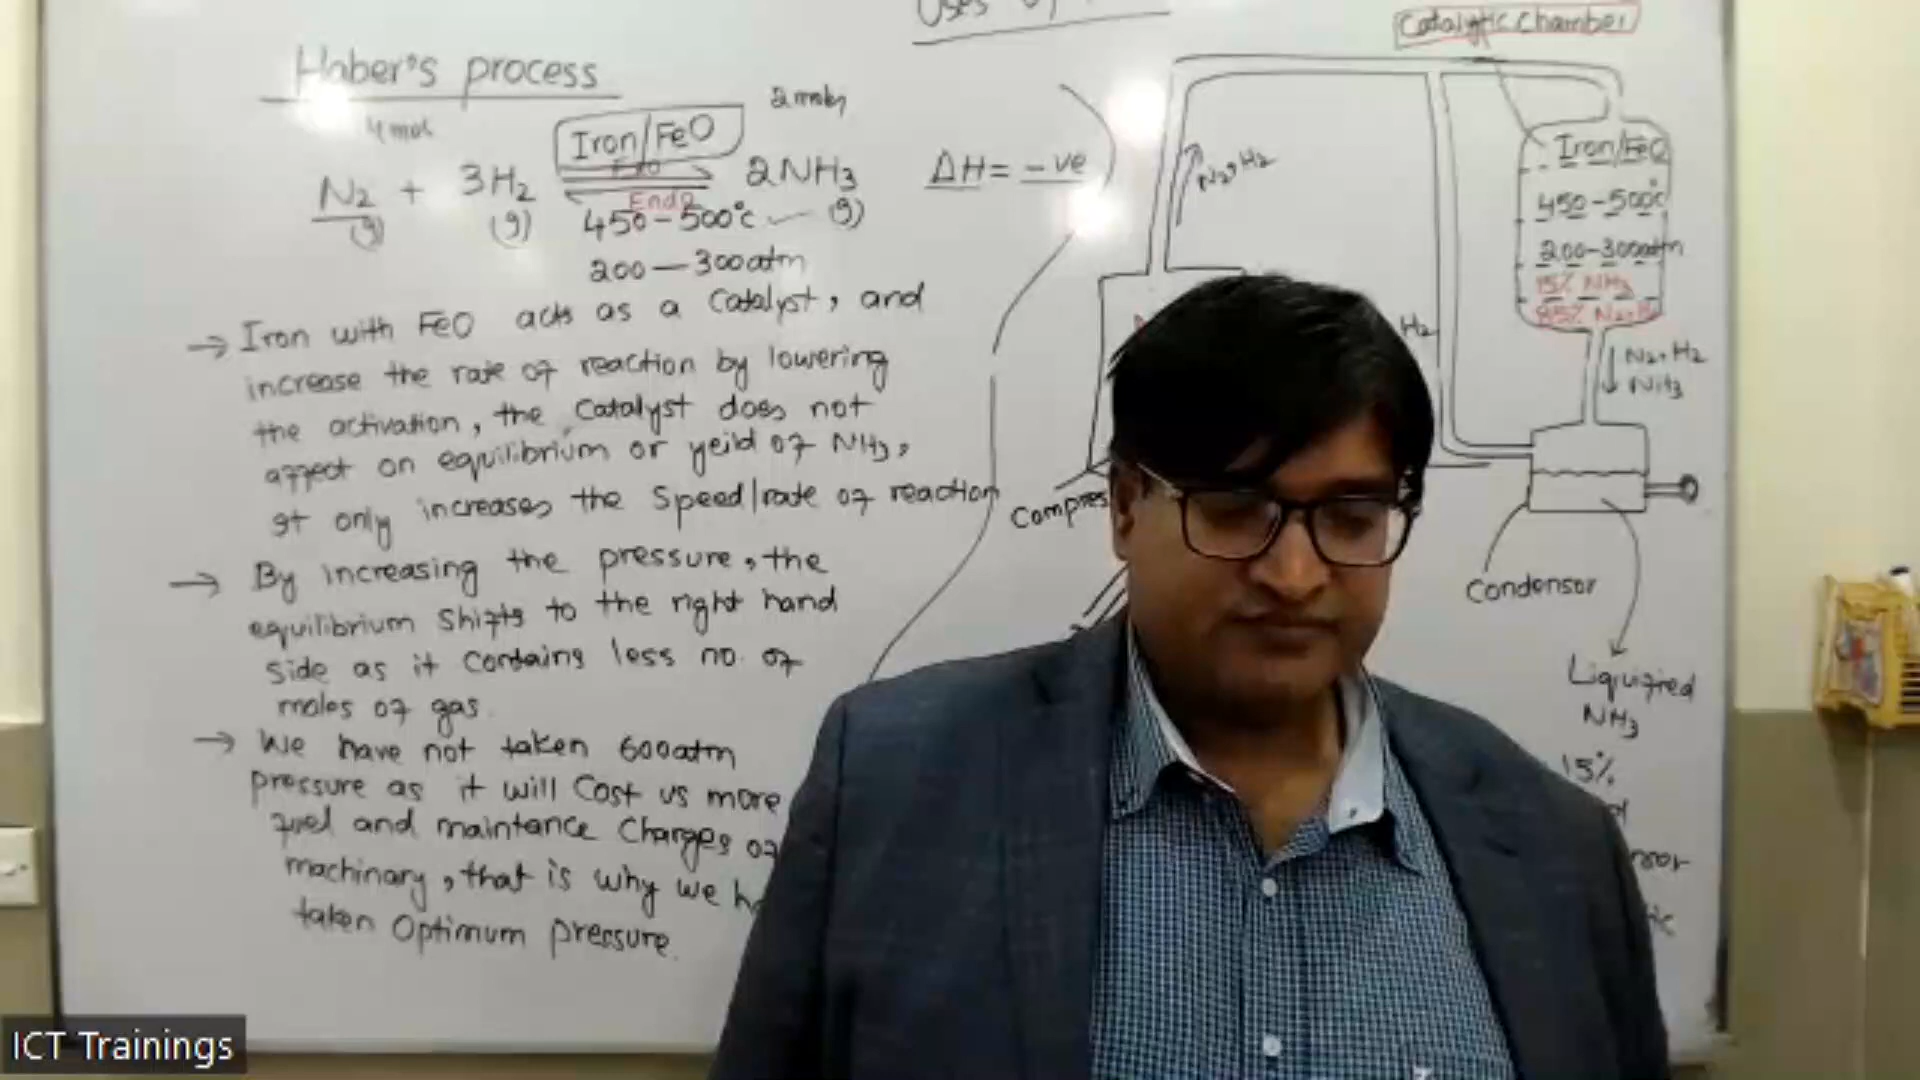 Uses of
Catalytic Chamber
Haber's process
4 mol
2 moles
Iron/FeO
Exo
N2 + 3H2 2NH3
Endo
(g) (g) (g)
450-500°c
200-300atm
ΔH = -ve
→ Iron with FeO acts as a Catalyst, and
increase the rate of reaction by lowering
the activation, the Catalyst does not
affect on equilibrium or yeild of NH3,
It only increases the Speed/rate of reaction
→ By increasing the pressure, the
equilibrium Shifts to the right hand
side as it Contains less no. of
moles of gas.
→ We have not taken 600atm
pressure as it will Cost us more
fuel and maintance Charges of
machinary, that is why we ha
taken Optimum pressure.
N2, H2
Iron/FeO
450-500°c
200-300atm
15% NH3
85% N2+H2
H2
N2, H2
NH3
Compres
Condensor
Liquified
NH3
15%
ICT Trainings